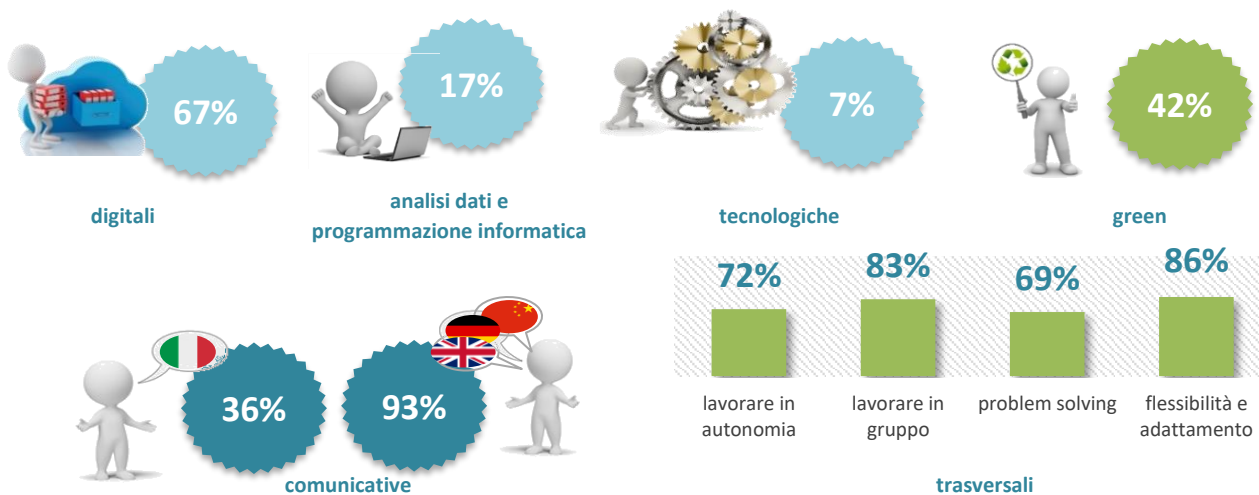 67%
17%
7%
42%
digitali
analisi dati e
programmazione informatica
tecnologiche
green
36%
93%
comunicative
72%
83%
69%
86%
lavorare in
autonomia
lavorare in
gruppo
problem solving
flessibilità e
adattamento
trasversali